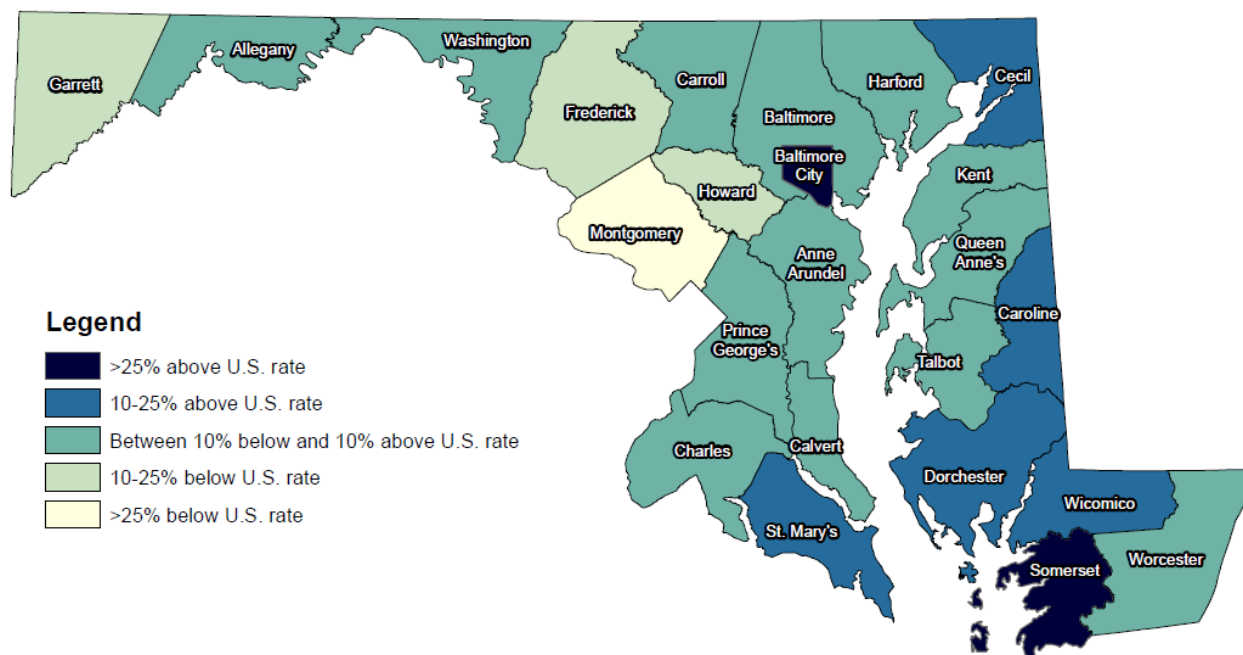 Washington
Allegany
Garrett
Carroll
Harford
Cecil
Frederick
Baltimore
Baltimore
City
Kent
Howard
Montgomery
Queen
Anne's
Anne
Arundel
Caroline
Prince
George's
Talbot
Charles
Calvert
Dorchester
Wicomico
St. Mary's
Somerset
Worcester
Legend
>25% above U.S. rate
10-25% above U.S. rate
Between 10% below and 10% above U.S. rate
10-25% below U.S. rate
>25% below U.S. rate